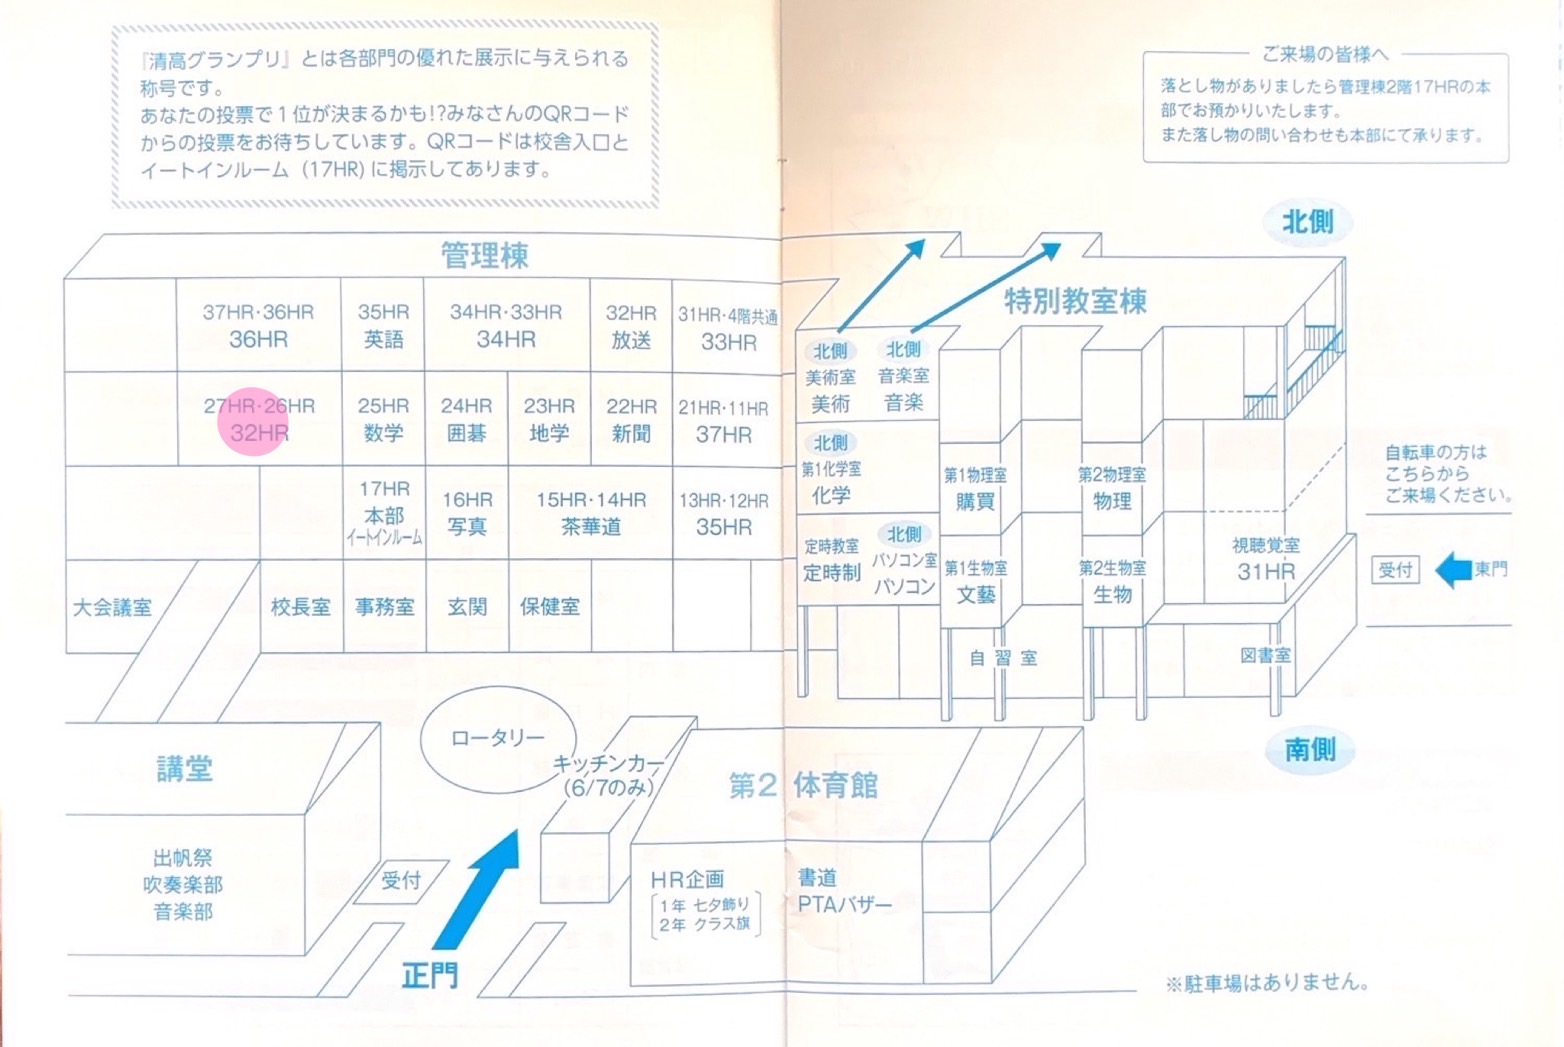 『清高グランプリ』とは各部門の優れた展示に与えられる
称号です。
あなたの投票で1位が決まるかも!?みなさんのQRコード
からの投票をお待ちしています。QRコードは校舎入口と
イートインルーム(17HR)に掲示してあります。
ご来場の皆様へ
落とし物がありましたら管理棟2階17HRの本
部でお預かりいたします。
また落し物の問い合わせも本部にて承ります。
北側
管理棟
37HR・36HR
36HR
35HR
英語
34HR・33HR
34HR
32HR
放送
31HR・4階共通
33HR
27HR・26HR
32HR
25HR
数学
24HR
囲碁
23HR
地学
22HR
新聞
21HR・11HR
37HR
17HR
本部
イートインルーム
16HR
写真
15HR・14HR
茶華道
13HR・12HR
35HR
大会議室
校長室
事務室
玄関
保健室
特別教室棟
北側
美術室
美術
北側
音楽室
音楽
北側
第1化学室
化学
第1物理室
購買
第2物理室
物理
定時教室
定時制
北側
パソコン室
パソコン
第1生物室
文藝
第2生物室
生物
視聴覚室
31HR
自習室
図書室
自転車の方は
こちらから
ご来場ください。
受付
東門
南側
講堂
出帆祭
吹奏楽部
音楽部
ロータリー
キッチンカー
(6/7のみ)
受付
正門
第2体育館
HR企画
1年 七夕飾り
2年 クラス旗
書道
PTAバザー
※駐車場はありません。